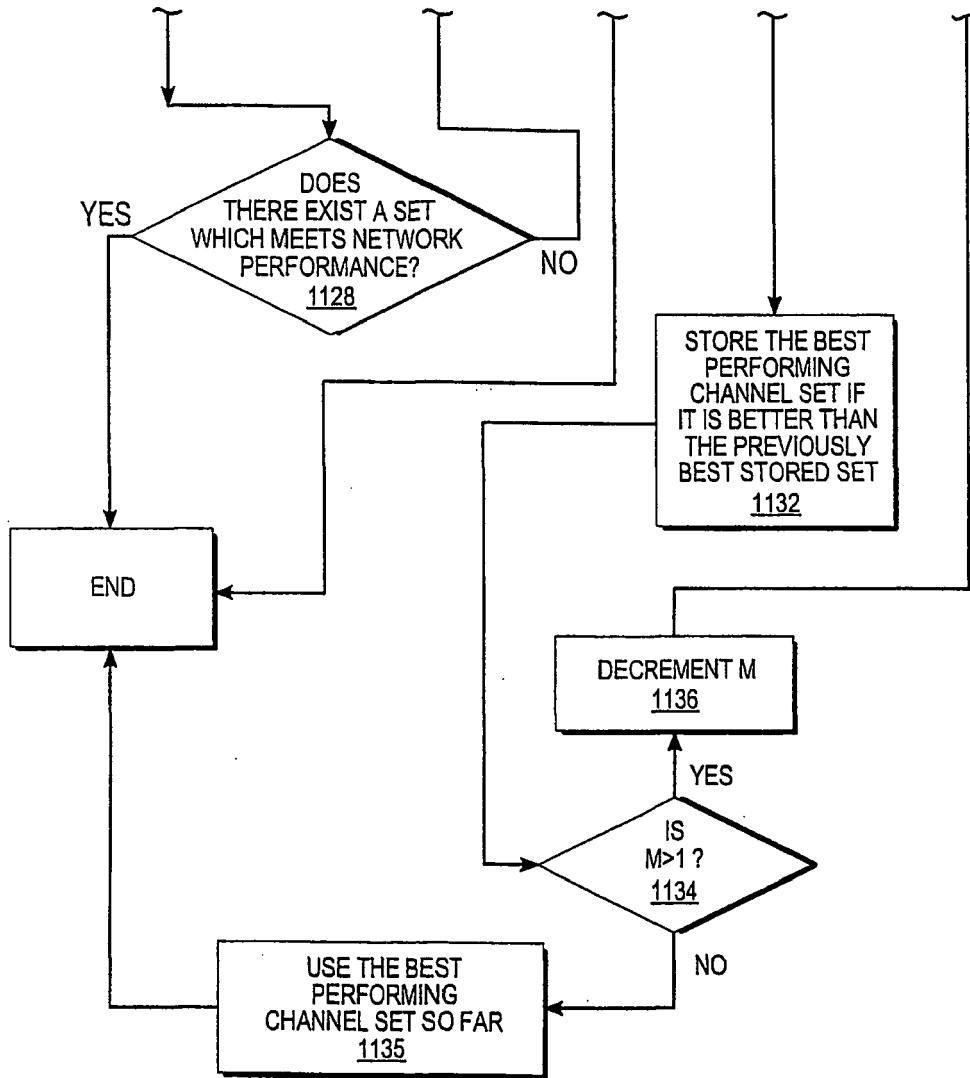 DOES
THERE EXIST A SET
WHICH MEETS NETWORK
PERFORMANCE?
1128
YES
NO
STORE THE BEST
PERFORMING
CHANNEL SET IF
IT IS BETTER THAN
THE PREVIOUSLY
BEST STORED SET
1132
END
DECREMENT M
1136
YES
IS
M>1 ?
1134
NO
USE THE BEST
PERFORMING
CHANNEL SET SO FAR
1135